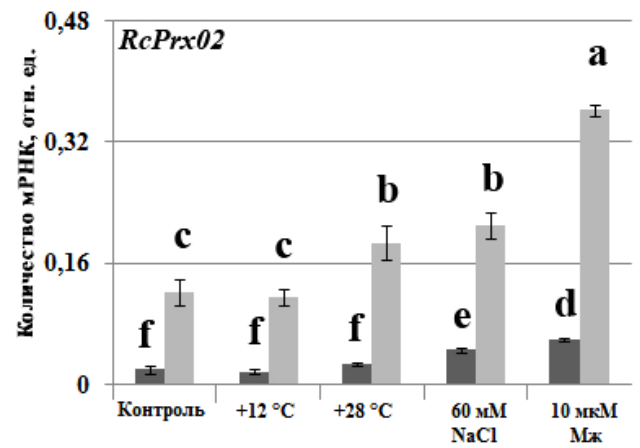 0,48
RcPrx02
a
Количество мРНК, отн. ед.
0,32
b
b
c
c
0,16
f
f
f
e
d
0
Контроль
+12 °C
+28 °C
60 мМ
NaCl
10 мкМ
Мж